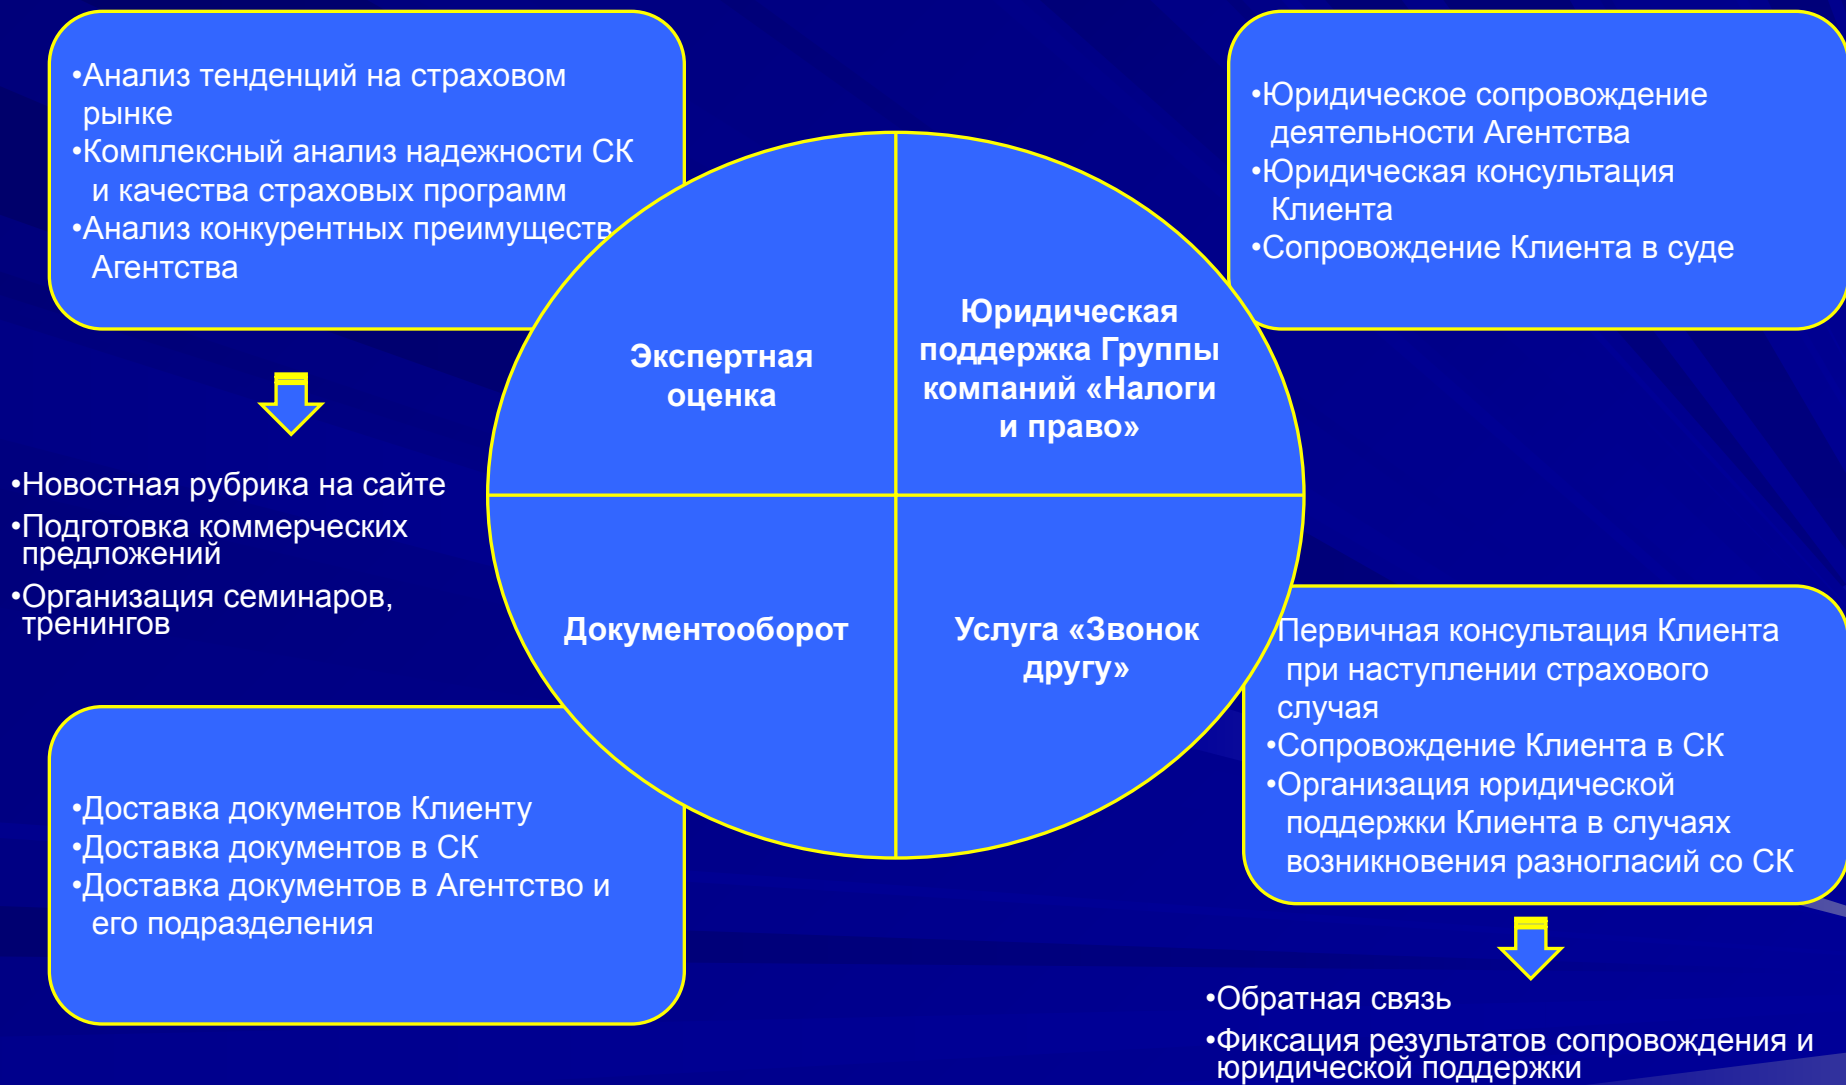 •Анализ тенденций на страховом
рынке
•Комплексный анализ надежности СК
и качества страховых программ
•Анализ конкурентных преимуществ
Агентства
•Юридическое сопровождение
деятельности Агентства
•Юридическая консультация
Клиента
•Сопровождение Клиента в суде
Экспертная
оценка
Юридическая
поддержка Группы
компаний «Налоги
и право»
•Новостная рубрика на сайте
•Подготовка коммерческих
предложений
•Организация семинаров,
тренингов
Документооборот
Услуга «Звонок
другу»
Первичная консультация Клиента
при наступлении страхового
случая
•Сопровождение Клиента в СК
•Организация юридической
поддержки Клиента в случаях
возникновения разногласий со СК
•Доставка документов Клиенту
•Доставка документов в СК
•Доставка документов в Агентство и
его подразделения
•Обратная связь
•Фиксация результатов сопровождения и
юридической поддержки